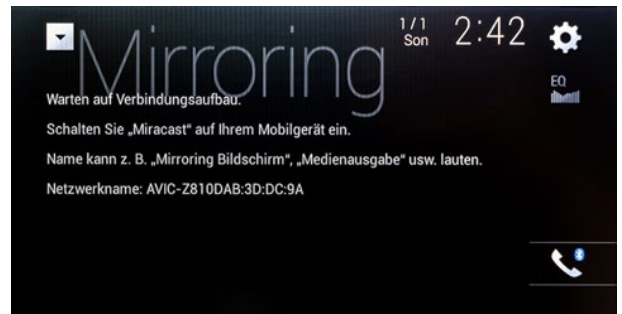 Mirroring
1/1
Son
2:42
EQ
Warten auf Verbindungsaufbau.
Schalten Sie „Miracast“ auf Ihrem Mobilgerät ein.
Name kann z. B. „Mirroring Bildschirm“, „Medienausgabe“ usw. lauten.
Netzwerkname: AVIC-Z810DAB:3D:DC:9A